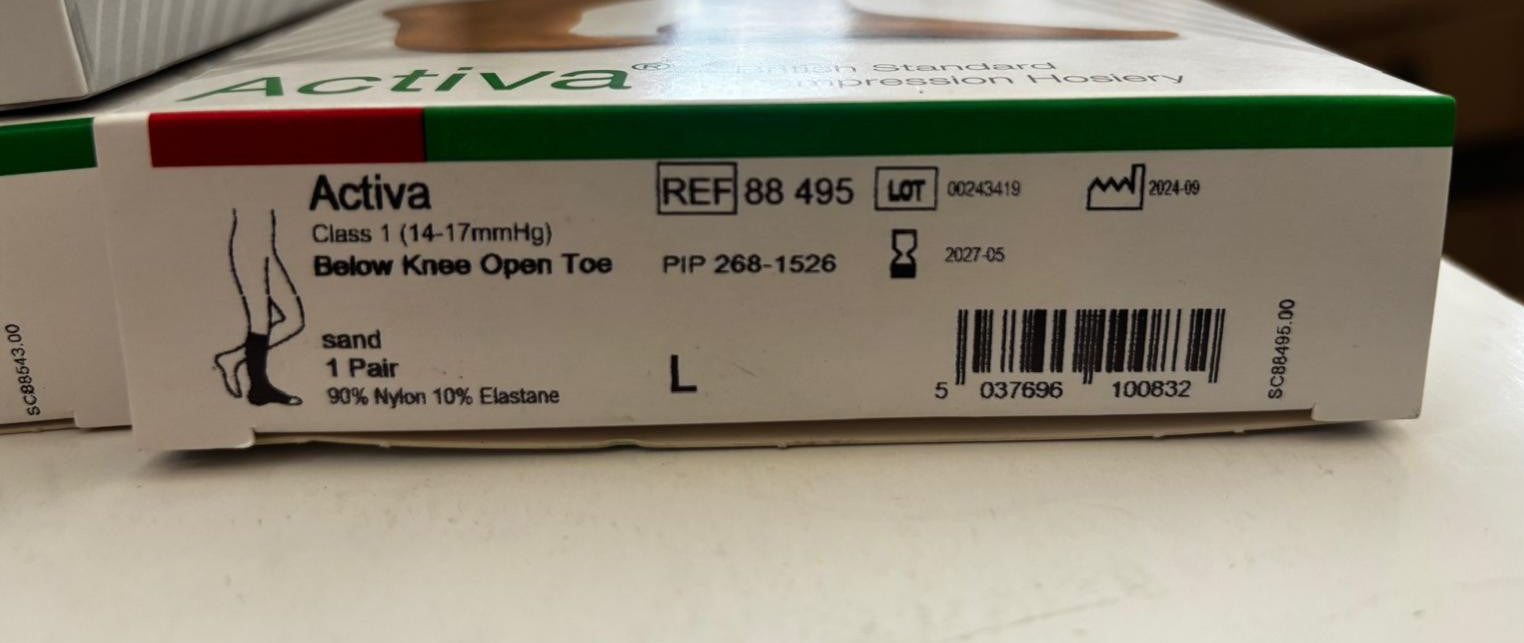 Activa® British Standard
Compression Hosiery
Activa
Class 1 (14-17mmHg)
Below Knee Open Toe
sand
1 Pair
90% Nylon 10% Elastane
REF 88 495
PIP 268-1526
L
LOT 00243419
2024-09
2027-05
5 037696 100832
SC88495.00
SC88543.00